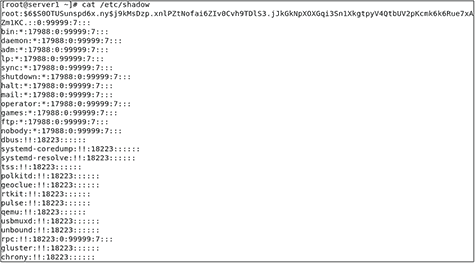 [root@server1 ~]# cat /etc/shadow
root:$6$S8OTUSunspd6x.xnlPZtNofai6ZIv0Cvh9TDlS3.jJkGkNpXOXGqi3Sn1XkgtpyV4QtbUV2pKcmk6k6Rue7xA
Zm1KC.::0:99999:7:::
bin:*:17988:0:99999:7:::
daemon:*:17988:0:99999:7:::
adm:*:17988:0:99999:7:::
lp:*:17988:0:99999:7:::
sync:*:17988:0:99999:7:::
shutdown:*:17988:0:99999:7:::
halt:*:17988:0:99999:7:::
mail:*:17988:0:99999:7:::
operator:*:17988:0:99999:7:::
games:*:17988:0:99999:7:::
ftp:*:17988:0:99999:7:::
nobody:*:17988:0:99999:7:::
dbus:!!:18223::::::
systemd-coredump:!!:18223::::::
systemd-resolve:!!:18223::::::
tss:!!:18223::::::
polkitd:!!:18223::::::
geoclue:!!:18223::::::
rtkit:!!:18223::::::
pulse:!!:18223::::::
qemu:!!:18223::::::
usbmuxd:!!:18223::::::
unbound:!!:18223::::::
rpc:!!:18223:0:99999:7:::
gluster:!!:18223::::::
chrony:!!:18223::::::